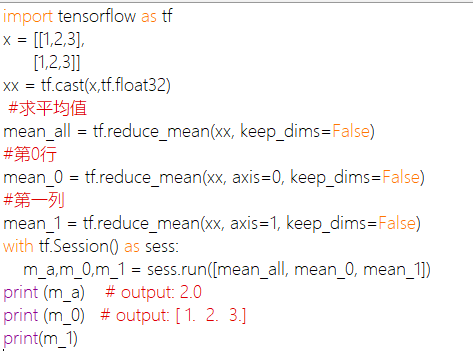 import tensorflow as tf
x = [[1,2,3],
[1,2,3]]
xx = tf.cast(x,tf.float32)
#求平均值
mean_all = tf.reduce_mean(xx, keep_dims=False)
#第0行
mean_0 = tf.reduce_mean(xx, axis=0, keep_dims=False)
#第一列
mean_1 = tf.reduce_mean(xx, axis=1, keep_dims=False)
with tf.Session() as sess:
m_a,m_0,m_1 = sess.run([mean_all, mean_0, mean_1])
print (m_a) # output: 2.0
print (m_0) # output: [ 1. 2. 3.]
print(m_1)